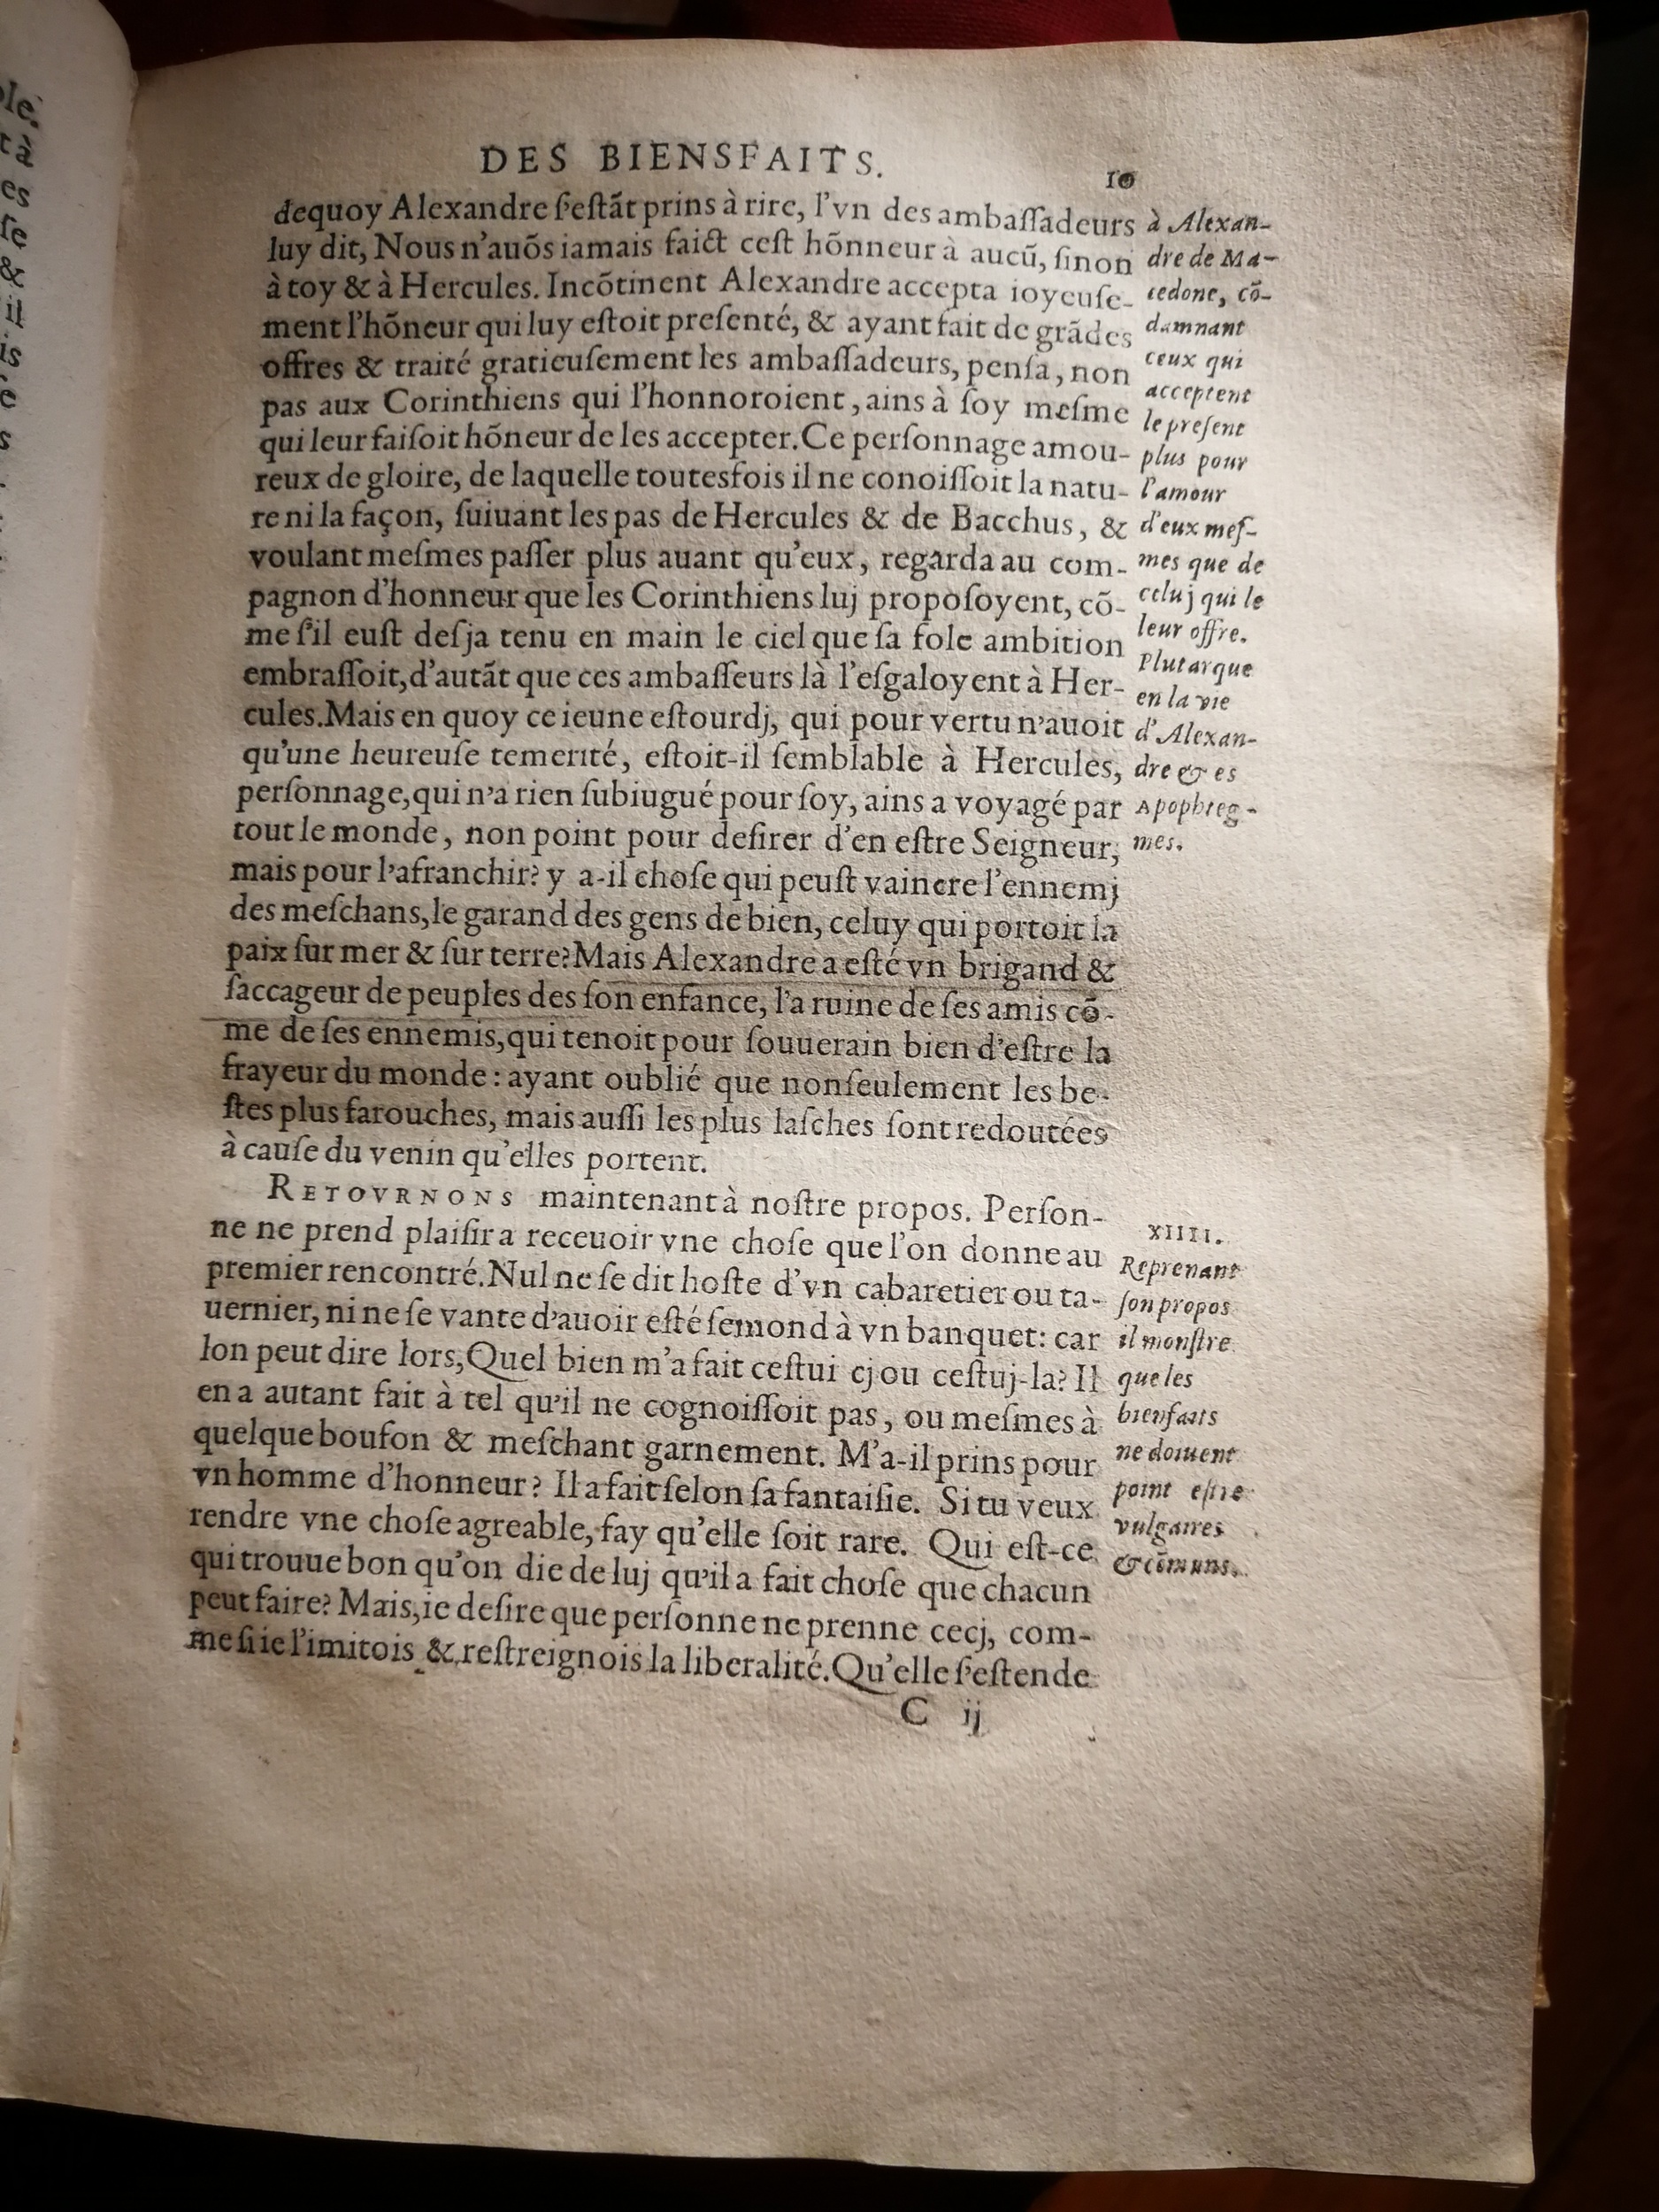 DES BIENSFAITS.
10
dequoy Alexandre ſ'eſtãt prins à rire, l'vn des ambaſſadeurs
luy dit, Nous n'auõs iamais faict ceſt hõnneur à aucũ, ſinon
à toy & à Hercules. Incõtinent Alexandre accepta ioyeuſe-
ment l'hõneur qui luy eſtoit preſenté, & ayant fait de grãdes
offres & traité gratieuſement les ambaſſadeurs, penſa, non
pas aux Corinthiens qui l'honnoroient, ains à ſoy meſme
qui leur faiſoit hõneur de les accepter. Ce perſonnage amou-
reux de gloire, de laquelle toutesfois il ne conoiſſoit la natu-
re ni la façon, ſuiuant les pas de Hercules & de Bacchus, &
voulant meſmes paſſer plus auant qu'eux, regarda au com-
pagnon d'honneur que les Corinthiens luj propoſoyent, cõ-
me ſ'il euſt deſja tenu en main le ciel que ſa fole ambition
embraſſoit, d'autãt que ces ambaſſeurs là l'eſgaloyent à Her-
cules. Mais en quoy ce ieune eſtourdj, qui pour vertu n'auoit
qu'une heureuſe temerité, eſtoit-il ſemblable à Hercules,
perſonnage, qui n'a rien ſubiugué pour ſoy, ains a voyagé par
tout le monde, non point pour deſirer d'en eſtre Seigneur,
mais pour l'afranchir? y a-il choſe qui peuſt vaincre l'ennemj
des meſchans, le garand des gens de bien, celuy qui portoit la
paix ſur mer & ſur terre? Mais Alexandre a eſté vn brigand &
ſaccageur de peuples des ſon enfance, l'a ruine de ſes amis cõ-
me de ſes ennemis, qui tenoit pour ſouuerain bien d'eſtre la
frayeur du monde: ayant oublié que nonſeulement les be-
ſtes plus farouches, mais auſſi les plus laſches ſont redoutées
à cauſe du venin qu'elles portent.
RETOVRNONS maintenant à noſtre propos. Perſon-
ne ne prend plaiſir a receuoir vne choſe que l'on donne au
premier rencontré. Nul ne ſe dit hoſte d'vn cabaretier ou ta-
uernier, ni ne ſe vante d'auoir eſté ſemond à vn banquet: car
lon peut dire lors, Quel bien m'a fait ceſtui cj ou ceſtuj-la? Il
en a autant fait à tel qu'il ne cognoiſſoit pas, ou meſmes à
quelque boufon & meſchant garnement. M'a-il prins pour
vn homme d'honneur? Il a fait ſelon ſa fantaiſie. Si tu veux
rendre vne choſe agreable, fay qu'elle ſoit rare. Qui eſt-ce
qui trouue bon qu'on die de luj qu'il a fait choſe que chacun
peut faire? Mais, ie deſire que perſonne ne prenne cecj, com-
me ſi ie l'imitois & reſtreignois la liberalité. Qu'elle ſ'eſtende
C ij
à Alexan-
dre de Ma-
cedone, cõ-
damnant
ceux qui
acceptent
le preſent
plus pour
l'amour
d'eux meſ-
mes que de
celuj qui le
leur offre.
Plutarque
en la vie
d'Alexan-
dre & es
Apophteg-
mes.
XIIII.
Reprenant
ſon propos
il monſtre
que les
bienfaits
ne doiuent
point eſtre
vulgaires
& cõmuns.
ſe
&
il
is